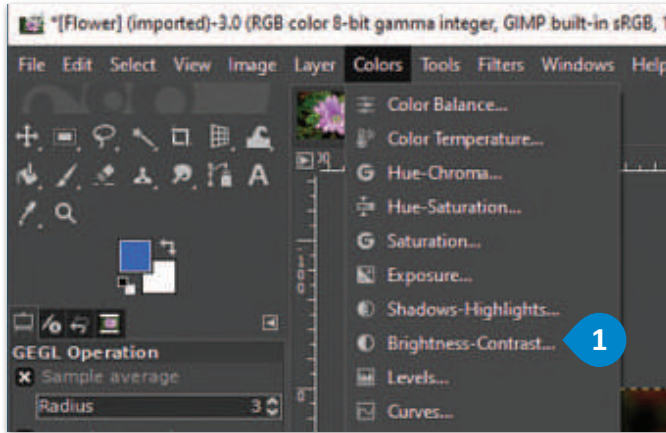 *[Flower] (imported)-3.0 (RGB color 8-bit gamma integer, GIMP built-in sRGB,
File Edit Select View Image Layer Colors Tools Filters Windows Help
Color Balance...
Color Temperature...
G Hue-Chroma...
Hue-Saturation...
G Saturation...
Exposure...
Shadows-Highlights...
Brightness-Contrast... 1
Levels...
Curves...
A
GEGL Operation
Sample average
Radius 3